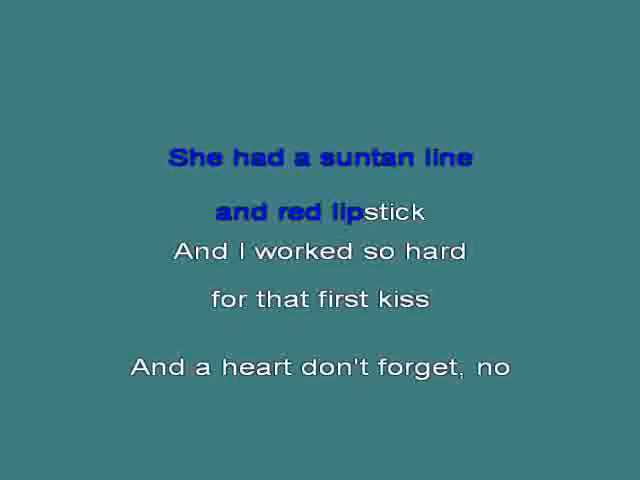 She had a suntan line
and red lipstick
And I worked so hard
for that first kiss
And a heart don't forget, no